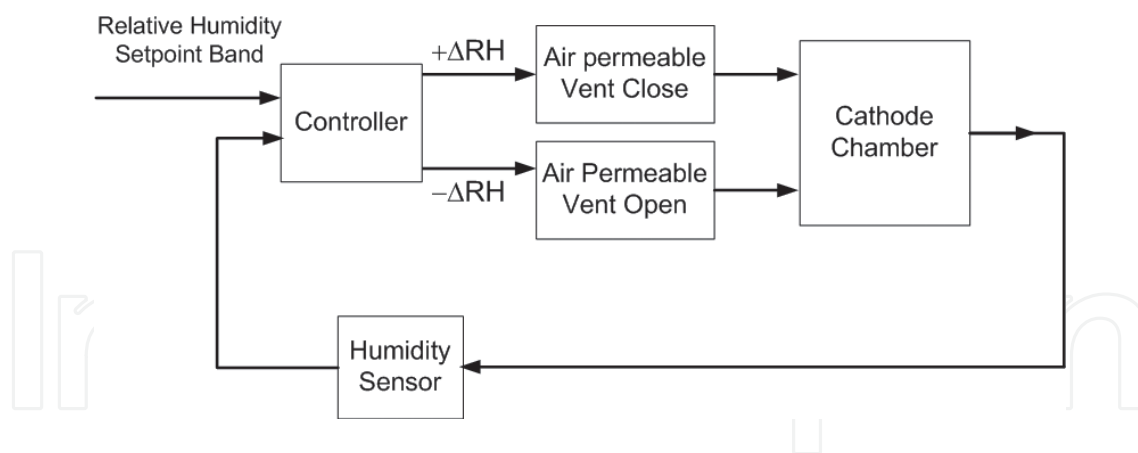 Relative Humidity
Setpoint Band
Controller
+ΔRH
−ΔRH
Air permeable
Vent Close
Air Permeable
Vent Open
Cathode
Chamber
Humidity
Sensor